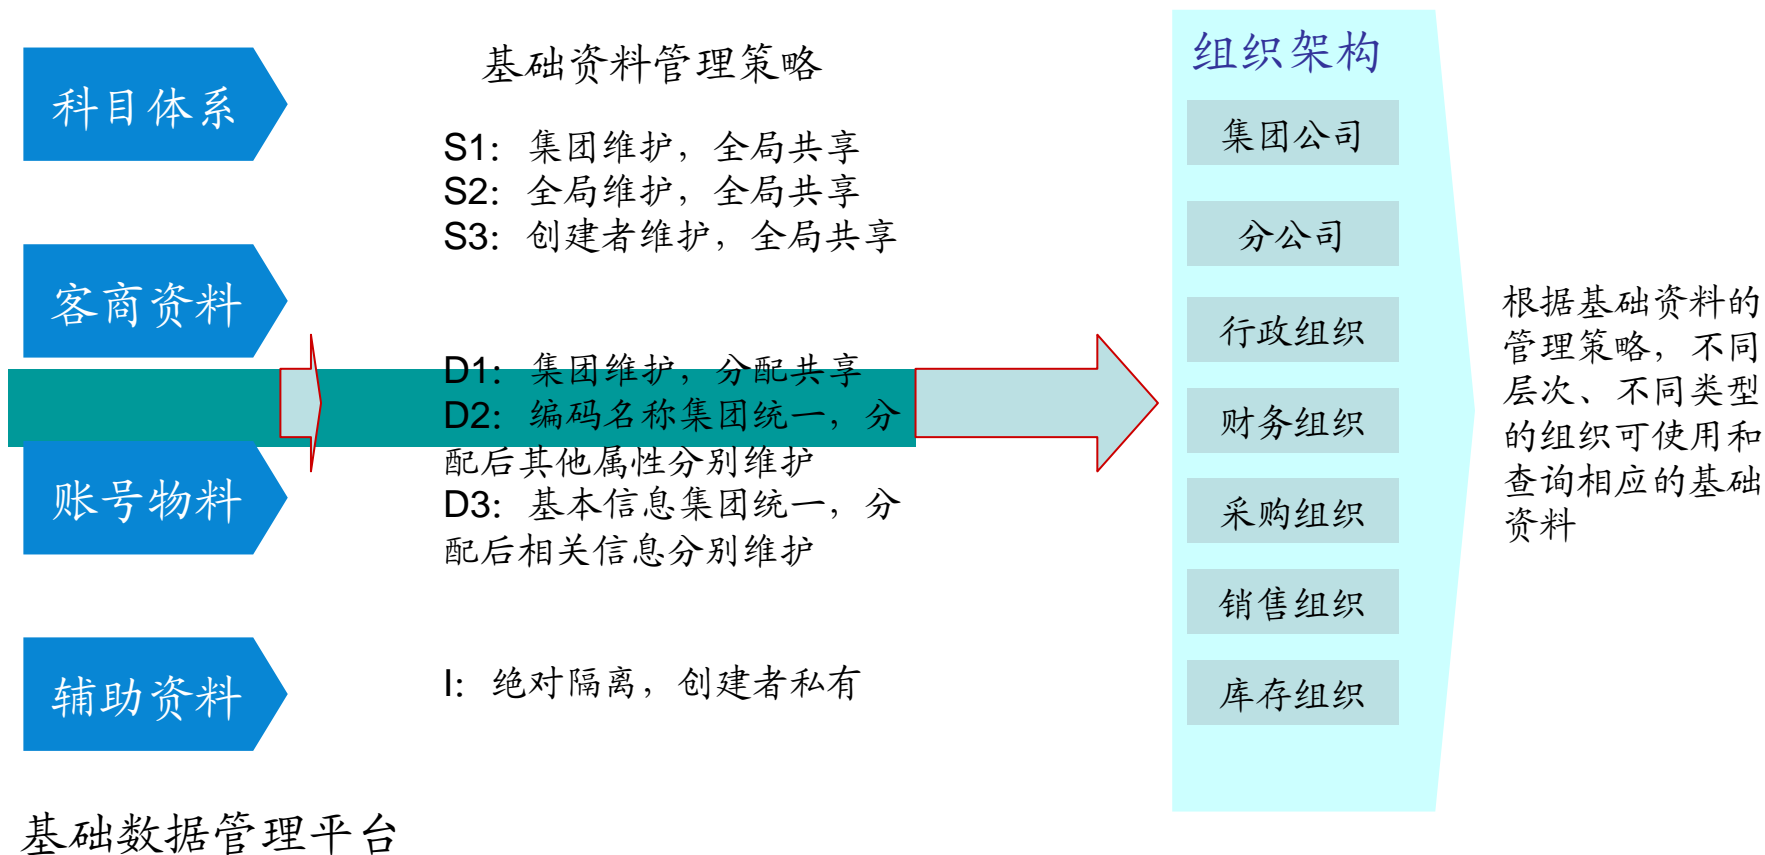 科目体系
客商资料
账号物料
辅助资料
基础数据管理平台
基础资料管理策略
S1：集团维护，全局共享
S2：全局维护，全局共享
S3：创建者维护，全局共享
D1：集团维护，分配共享
D2：编码名称集团统一，分
配后其他属性分别维护
D3：基本信息集团统一，分
配后相关信息分别维护
I：绝对隔离，创建者私有
组织架构
集团公司
分公司
行政组织
财务组织
采购组织
销售组织
库存组织
根据基础资料的
管理策略，不同
层次、不同类型
的组织可使用和
查询相应的基础
资料